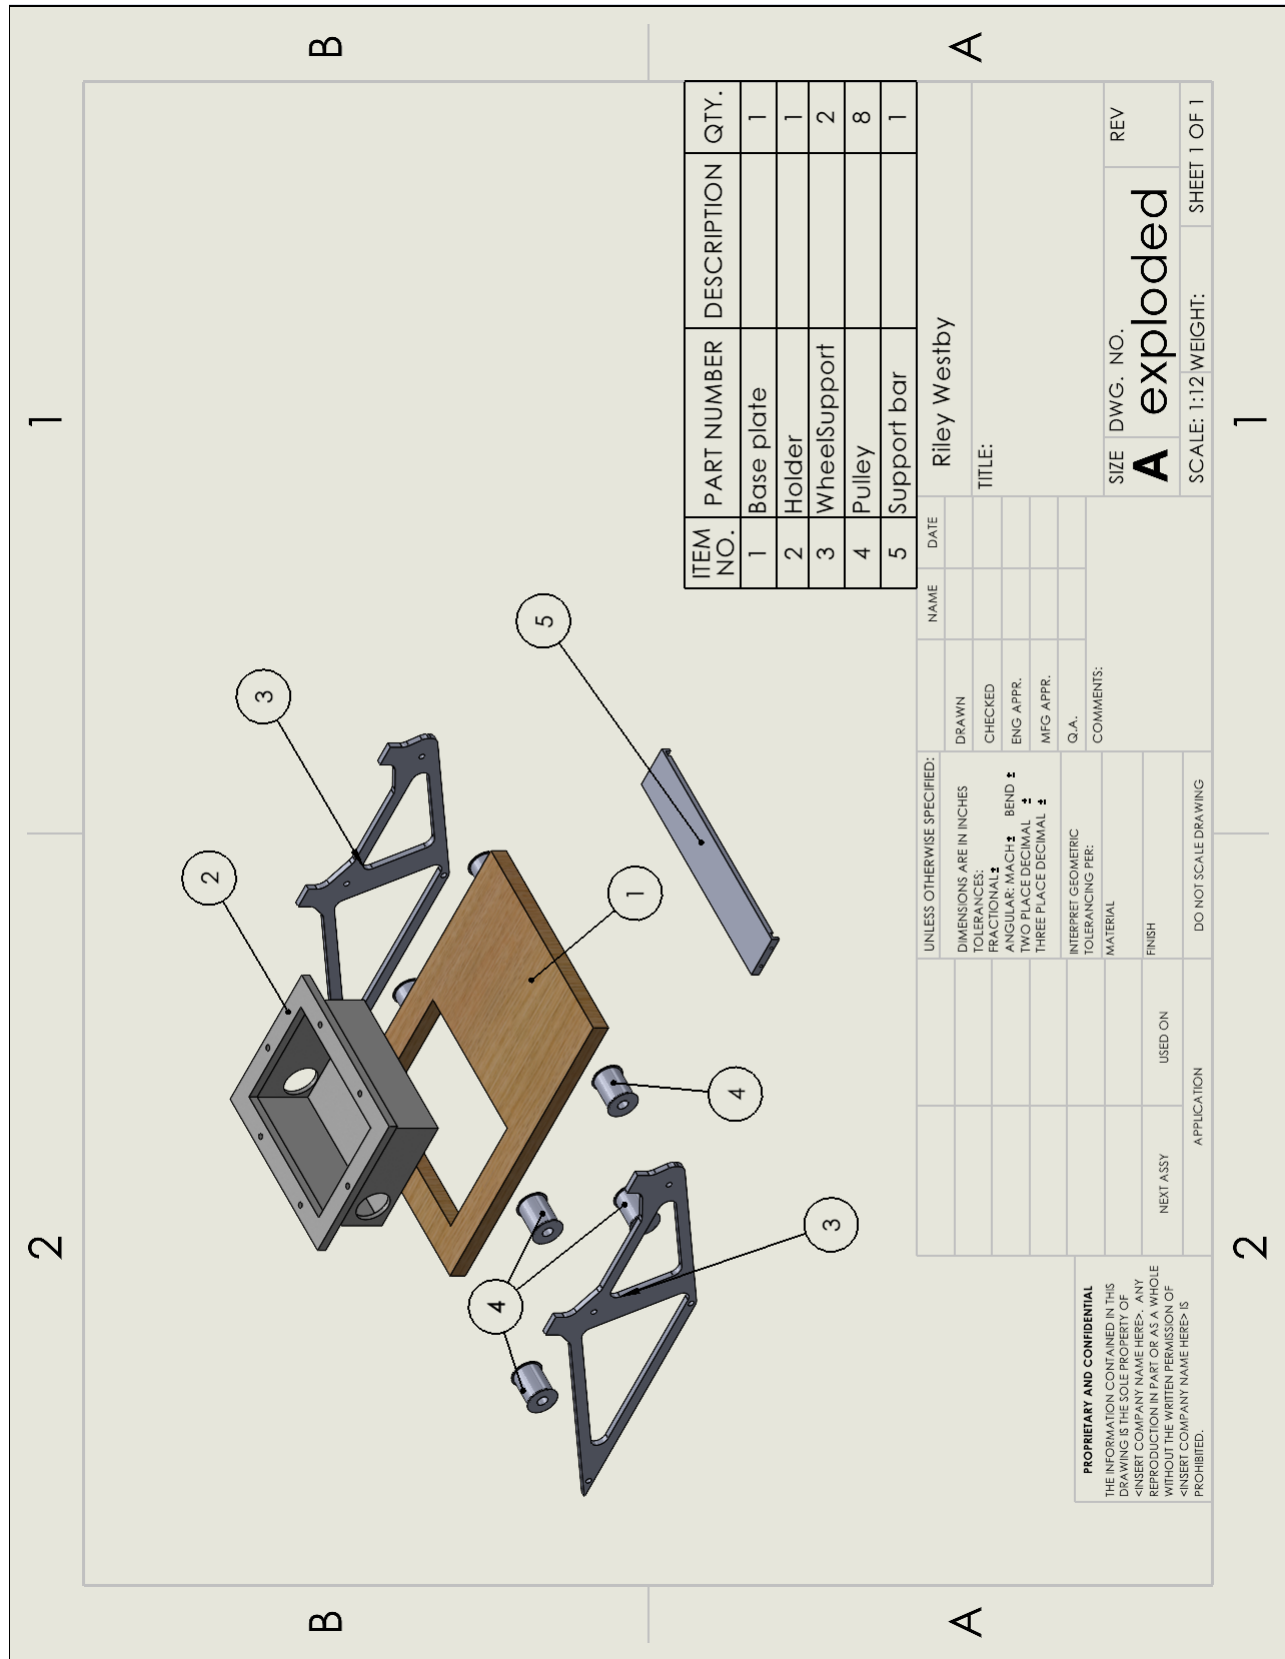 2
1
B
B
A
A
2
1
2
3
1
5
4
4
3
ITEM NO. PART NUMBER DESCRIPTION QTY.
1 Base plate 1
2 Holder 1
3 WheelSupport 2
4 Pulley 8
5 Support bar 1
PROPRIETARY AND CONFIDENTIAL
THE INFORMATION CONTAINED IN THIS
DRAWING IS THE SOLE PROPERTY OF
<INSERT COMPANY NAME HERE>. ANY
REPRODUCTION IN PART OR AS A WHOLE
WITHOUT THE WRITTEN PERMISSION OF
<INSERT COMPANY NAME HERE> IS
PROHIBITED.
NEXT ASSY
USED ON
APPLICATION
UNLESS OTHERWISE SPECIFIED:
DIMENSIONS ARE IN INCHES
TOLERANCES:
FRACTIONAL±
ANGULAR: MACH± BEND ±
TWO PLACE DECIMAL ±
THREE PLACE DECIMAL ±
INTERPRET GEOMETRIC
TOLERANCING PER:
MATERIAL
FINISH
DO NOT SCALE DRAWING
NAME DATE
DRAWN
CHECKED
ENG APPR.
MFG APPR.
Q.A.
COMMENTS:
Riley Westby
TITLE:
SIZE DWG. NO. REV
A exploded
SCALE: 1:12 WEIGHT: SHEET 1 OF 1